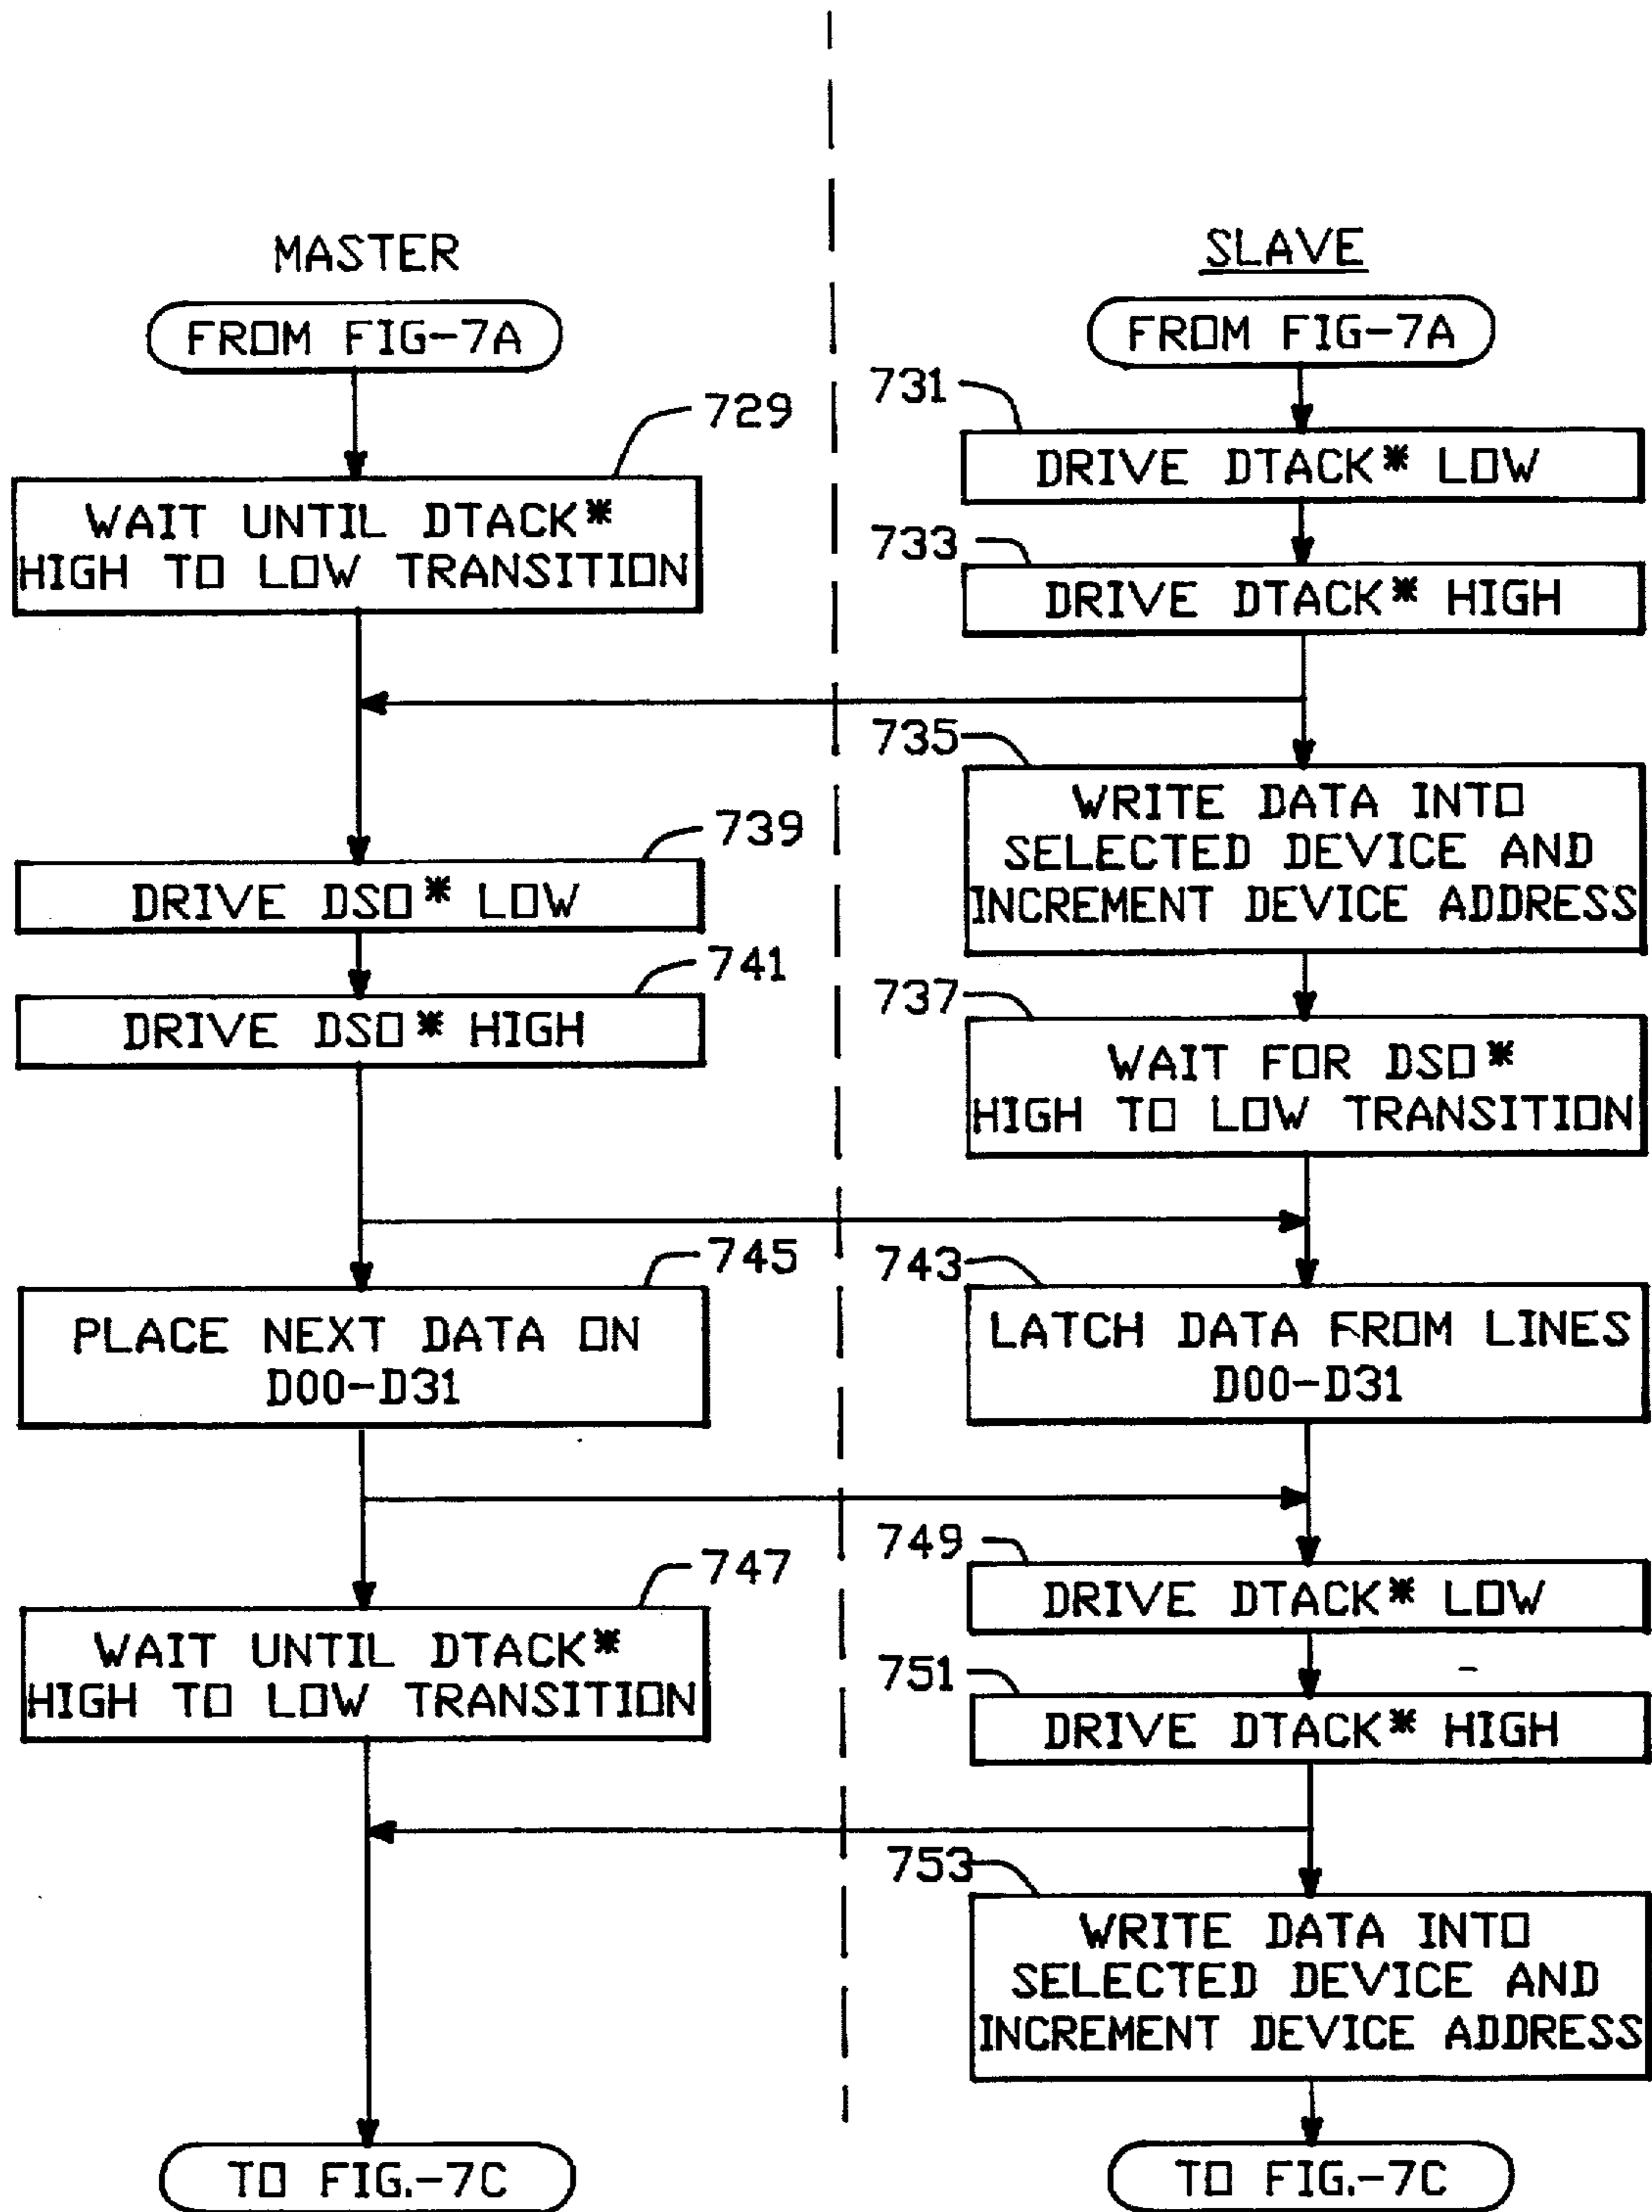 MASTER
FROM FIG-7A
729
WAIT UNTIL DTACK*
HIGH TO LOW TRANSITION
739
DRIVE DSO* LOW
741
DRIVE DSO* HIGH
745
PLACE NEXT DATA ON
D00-D31
747
WAIT UNTIL DTACK*
HIGH TO LOW TRANSITION
TO FIG.-7C
SLAVE
FROM FIG-7A
731
DRIVE DTACK* LOW
733
DRIVE DTACK* HIGH
735
WRITE DATA INTO
SELECTED DEVICE AND
INCREMENT DEVICE ADDRESS
737
WAIT FOR DSO*
HIGH TO LOW TRANSITION
743
LATCH DATA FROM LINES
D00-D31
749
DRIVE DTACK* LOW
751
DRIVE DTACK* HIGH
753
WRITE DATA INTO
SELECTED DEVICE AND
INCREMENT DEVICE ADDRESS
TO FIG.-7C